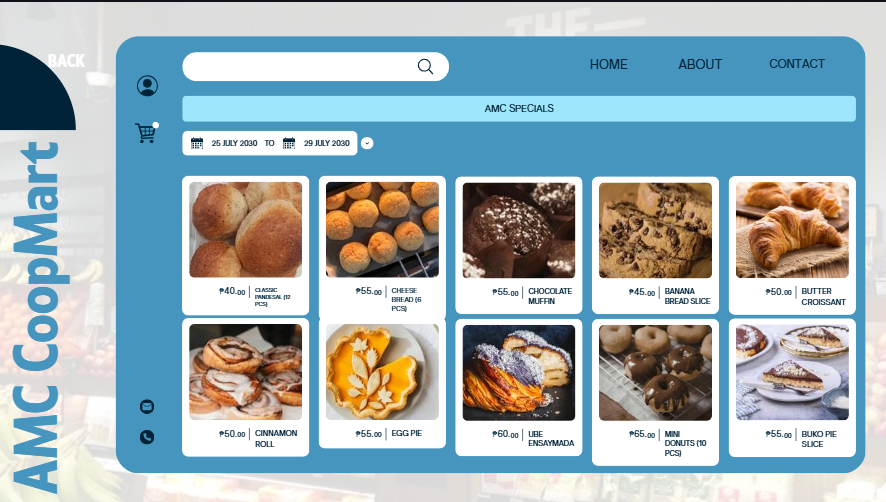 THE
BACK
AMC CoopMart
HOME ABOUT CONTACT
AMC SPECIALS
25 JULY 2030 TO 29 JULY 2030
₱40.00 | CLASSIC
PANDESAL (12
PCS)
₱55.00 | CHEESE
BREAD (6
PCS)
₱55.00 | CHOCOLATE
MUFFIN
₱45.00 | BANANA
BREAD SLICE
₱50.00 | BUTTER
CROISSANT
₱50.00 | CINNAMON
ROLL
₱55.00 | EGG PIE
₱60.00 | UBE
ENSAYMADA
₱65.00 | MINI
DONUTS (10
PCS)
₱55.00 | BUKO PIE
SLICE